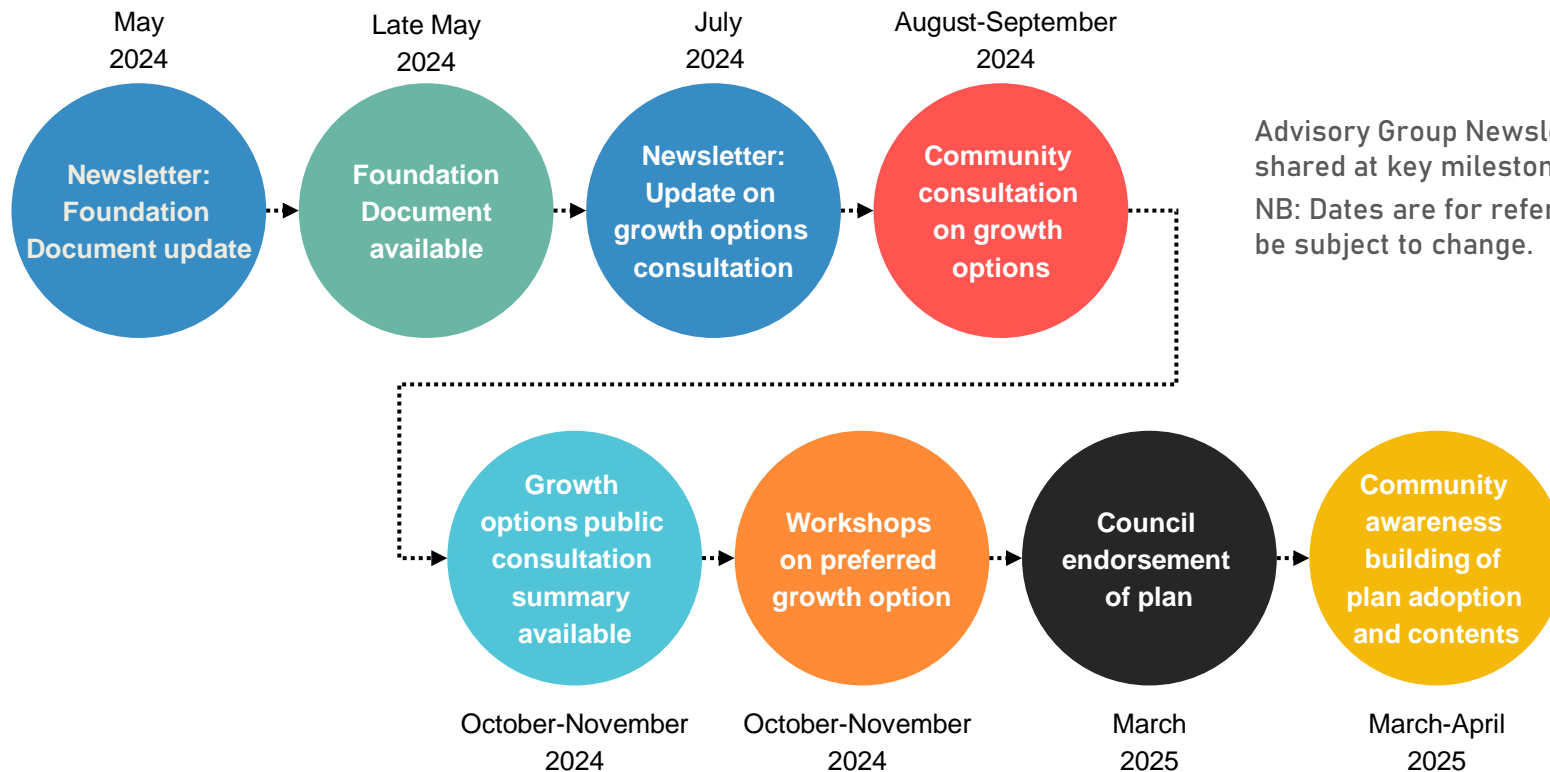 May
2024
Late May
2024
July
2024
August-September
2024
Newsletter:
Foundation
Document update
Foundation
Document
available
Newsletter:
Update on
growth options
consultation
Community
consultation
on growth
options
Advisory Group
shared at key
NB: Dates are for
be subject to change.
Growth
options public
consultation
summary
available
Workshops
on preferred
growth option
Council
endorsement
of plan
Community
awareness
building of
plan adoption
and contents
October-November
2024
October-November
2024
March
2025
March-April
2025